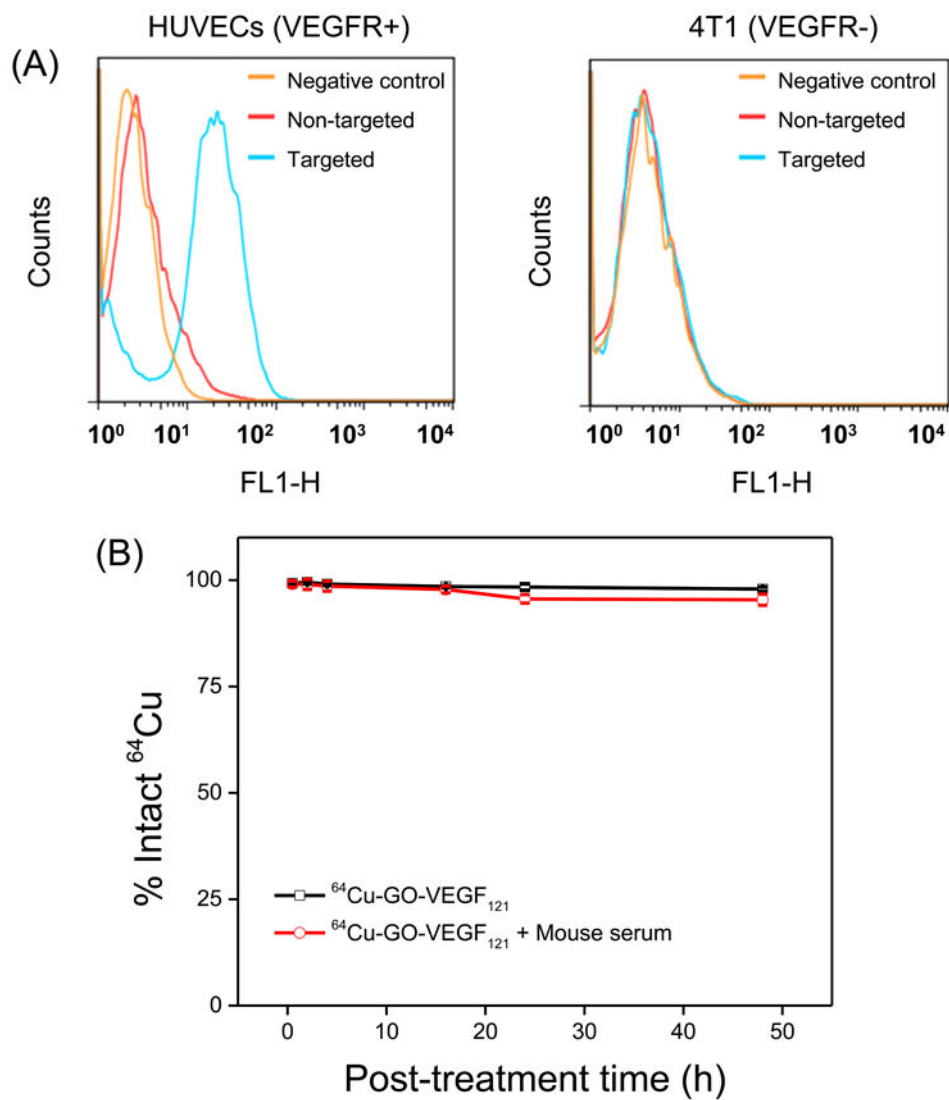 HUVECs (VEGFR+)
4T1 (VEGFR-)
(A)
Negative control
Non-targeted
Targeted
Counts
10⁰ 10¹ 10² 10³ 10⁴
FL1-H
Negative control
Non-targeted
Targeted
Counts
10⁰ 10¹ 10² 10³ 10⁴
FL1-H
(B)
100
75
50
25
0
% Intact ⁶⁴Cu
⁶⁴Cu-GO-VEGF₁₂₁
⁶⁴Cu-GO-VEGF₁₂₁ + Mouse serum
0 10 20 30 40 50
Post-treatment time (h)